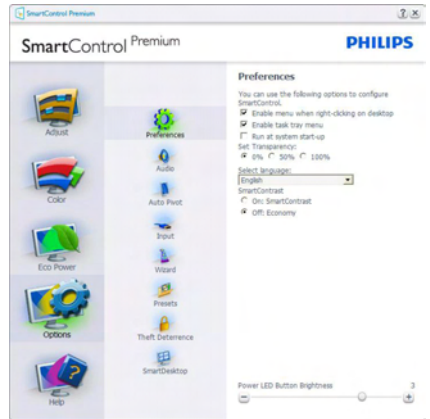 SmartControl Premium
SmartControl Premium
PHILIPS
Adjust
Color
Eco Power
Options
Help
Preferences
Audio
Auto Pivot
Input
Wizard
Presets
Theft Deterrence
SmartDesktop
Preferences
You can use the following options to configure
SmartControl.
Enable menu when right-clicking on desktop
Enable task tray menu
Run at system start-up
Set Transparency:
0% 50% 100%
Select language:
English
SmartContrast
On: SmartContrast
Off: Economy
Power LED Button Brightness 3